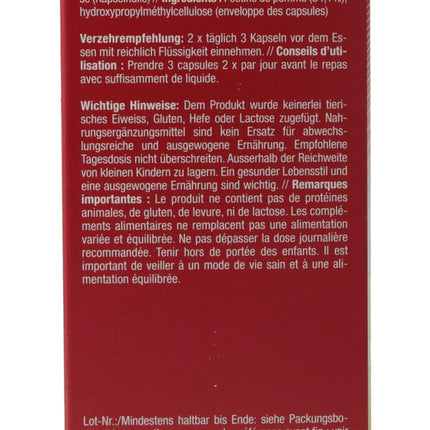 hydroxypropylméthylcellulose (enveloppe des capsules)
Verzehrempfehlung: 2 x täglich 3 Kapseln vor dem Es-
sen mit reichlich Flüssigkeit einnehmen. // Conseils d'uti-
lisation : Prendre 3 capsules 2 x par jour avant le repas
avec suffisamment de liquide.
Wichtige Hinweise: Dem Produkt wurde keinerlei tieri-
sches Eiweiss, Gluten, Hefe oder Lactose zugefügt. Nah-
rungsergänzungsmittel sind kein Ersatz für abwechs-
lungsreiche und ausgewogene Ernährung. Empfohlene
Tagesdosis nicht überschreiten. Ausserhalb der Reichweite
von kleinen Kindern zu lagern. Ein gesunder Lebensstil und
eine ausgewogene Ernährung sind wichtig. // Remarques
importantes : Le produit ne contient pas de protéines
animales, de gluten, de levure, ni de lactose. Les complé-
ments alimentaires ne remplacent pas une alimentation
variée et équilibrée. Ne pas dépasser la dose journalière
recommandée. Tenir hors de portée des enfants. Il est
important de veiller à un mode de vie sain et à une ali-
mentation équilibrée.
Lot-Nr.:/Mindestens haltbar bis Ende: siehe Packungsbo-